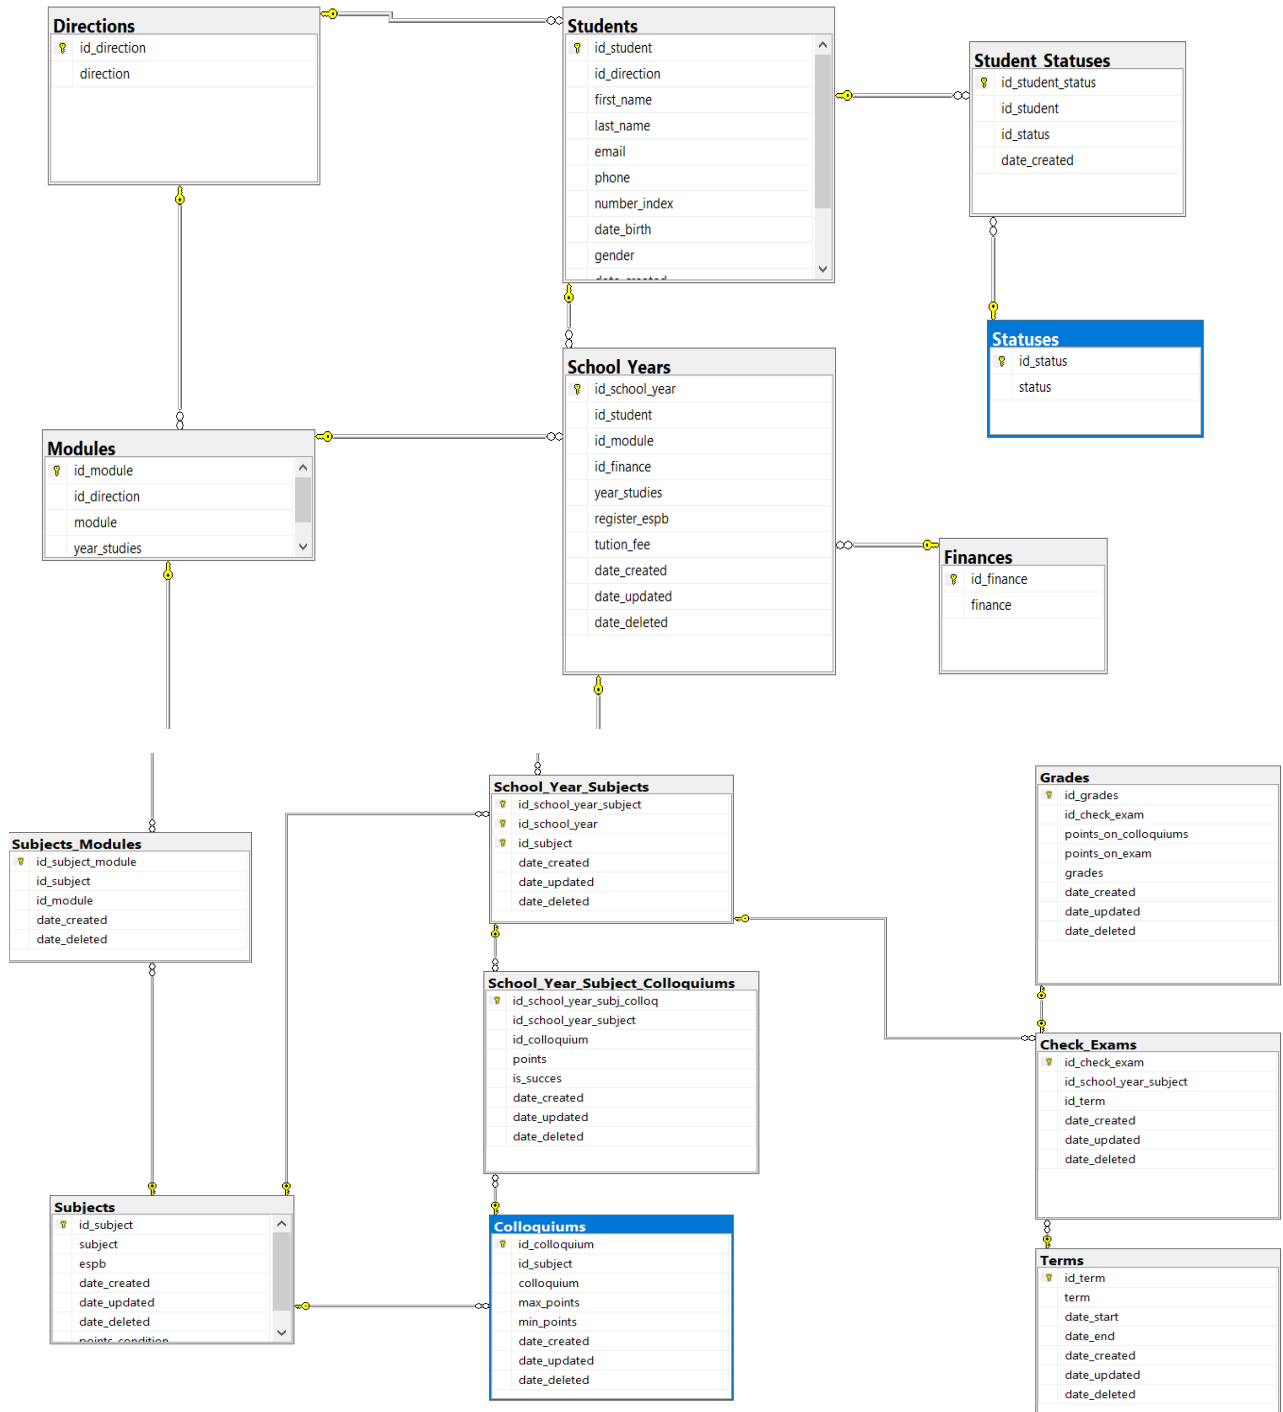 Directions
id_direction
direction
Students
id_student
id_direction
first_name
last_name
email
phone
number_index
date_birth
gender
date_created
Student_Statuses
id_student_status
id_student
id_status
date_created
Statuses
id_status
status
Modules
id_module
id_direction
module
year_studies
School_Years
id_school_year
id_student
id_module
id_finance
year_studies
register_espb
tution_fee
date_created
date_updated
date_deleted
Finances
id_finance
finance
Subjects_Modules
id_subject_module
id_subject
id_module
date_created
date_deleted
School_Year_Subjects
id_school_year_subject
id_school_year
id_subject
date_created
date_updated
date_deleted
Grades
id_grades
id_check_exam
points_on_colloquiums
points_on_exam
grades
date_created
date_updated
date_deleted
School_Year_Subject_Colloquiums
id_school_year_subj_colloq
id_school_year_subject
id_colloquium
points
is_succes
date_created
date_updated
date_deleted
Check_Exams
id_check_exam
id_school_year_subject
id_term
date_created
date_updated
date_deleted
Subjects
id_subject
subject
espb
date_created
date_updated
date_deleted
points_condition
Colloquiums
id_colloquium
id_subject
colloquium
max_points
min_points
date_created
date_updated
date_deleted
Terms
id_term
term
date_start
date_end
date_created
date_updated
date_deleted